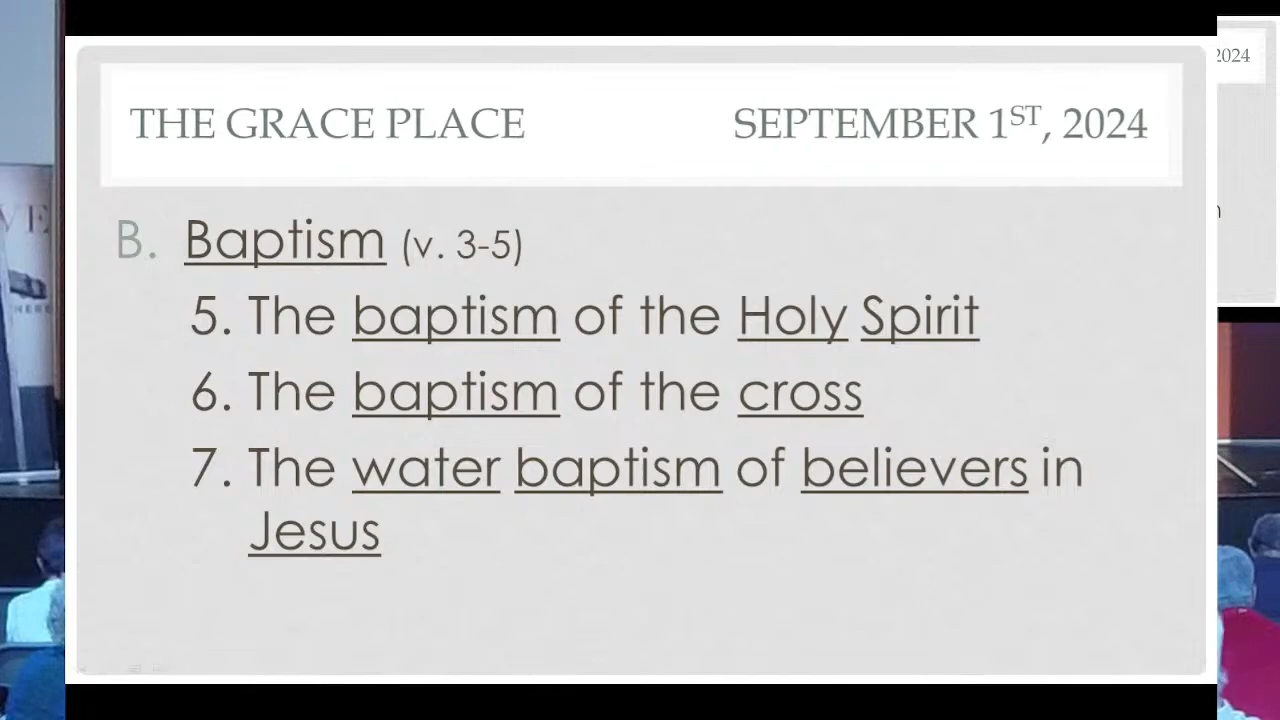 THE GRACE PLACE
SEPTEMBER 1ST, 2024
B. Baptism (v. 3-5)
5. The baptism of the Holy Spirit
6. The baptism of the cross
7. The water baptism of believers in
Jesus
2024